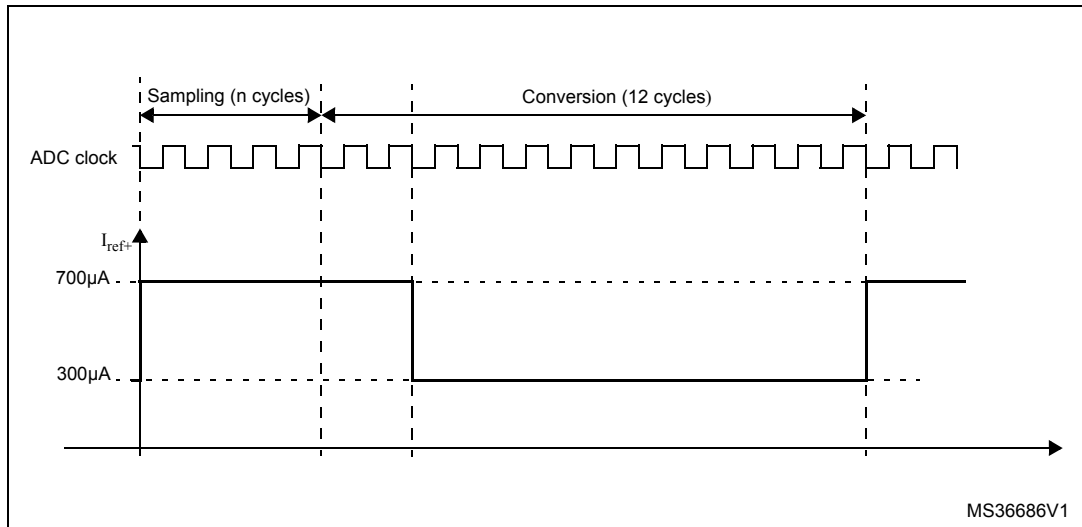 Sampling (n cycles)
Conversion (12 cycles)
ADC clock
Iref+
700µA
300µA
MS36686V1